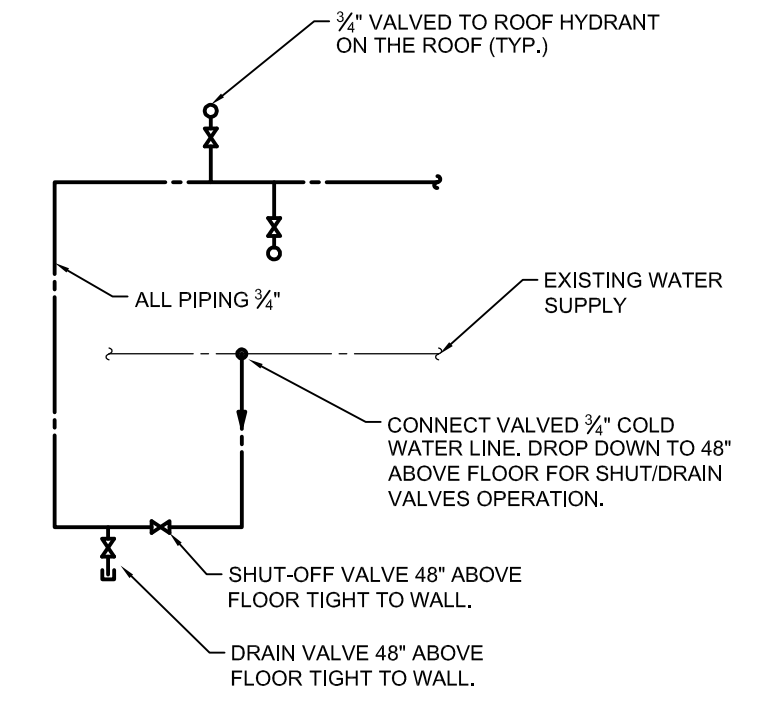 ¾" VALVED TO ROOF HYDRANT
ON THE ROOF (TYP.)
ALL PIPING ¾"
EXISTING WATER
SUPPLY
CONNECT VALVED ¾" COLD
WATER LINE. DROP DOWN TO 48"
ABOVE FLOOR FOR SHUT/DRAIN
VALVES OPERATION.
SHUT-OFF VALVE 48" ABOVE
FLOOR TIGHT TO WALL.
DRAIN VALVE 48" ABOVE
FLOOR TIGHT TO WALL.